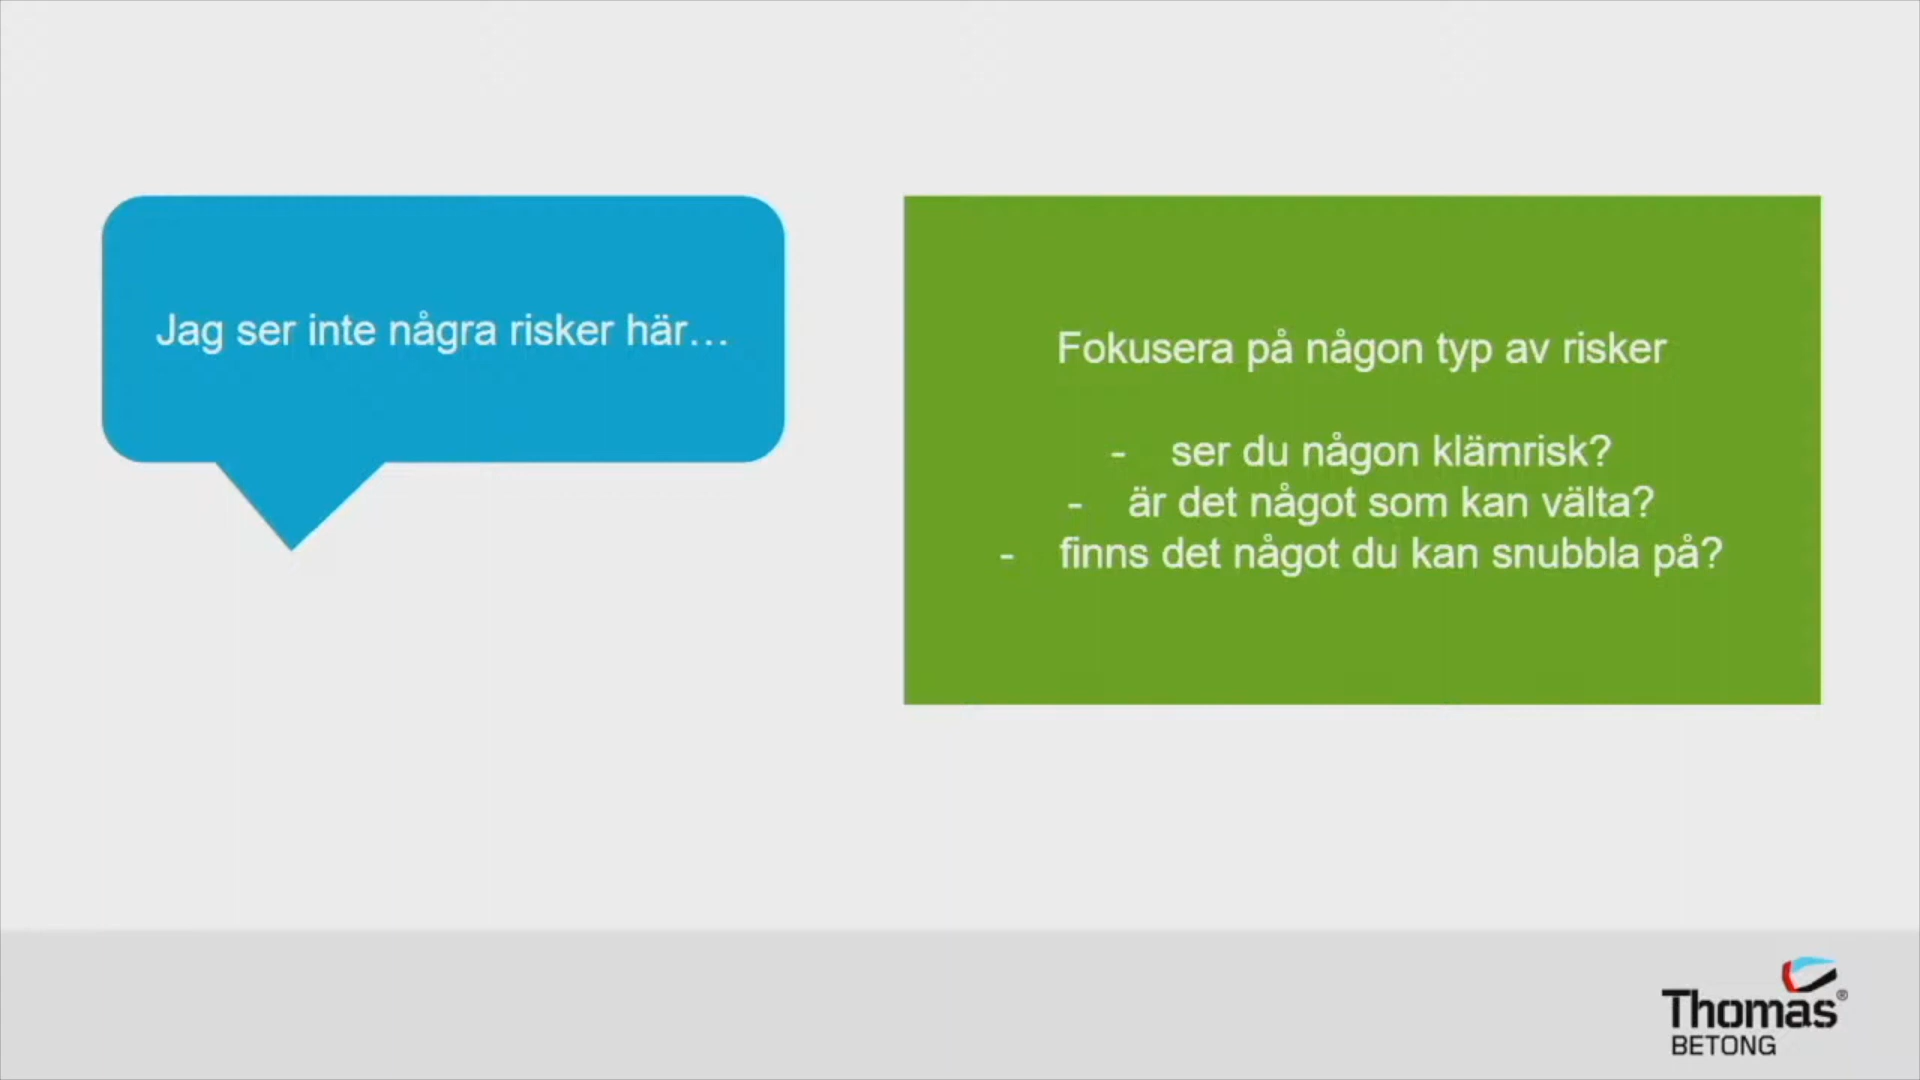 Jag ser inte några risker här...
Fokusera på någon typ av risker
- ser du någon klämrisk?
- är det något som kan välta?
- finns det något du kan snubbla på?
Thomas®
BETONG